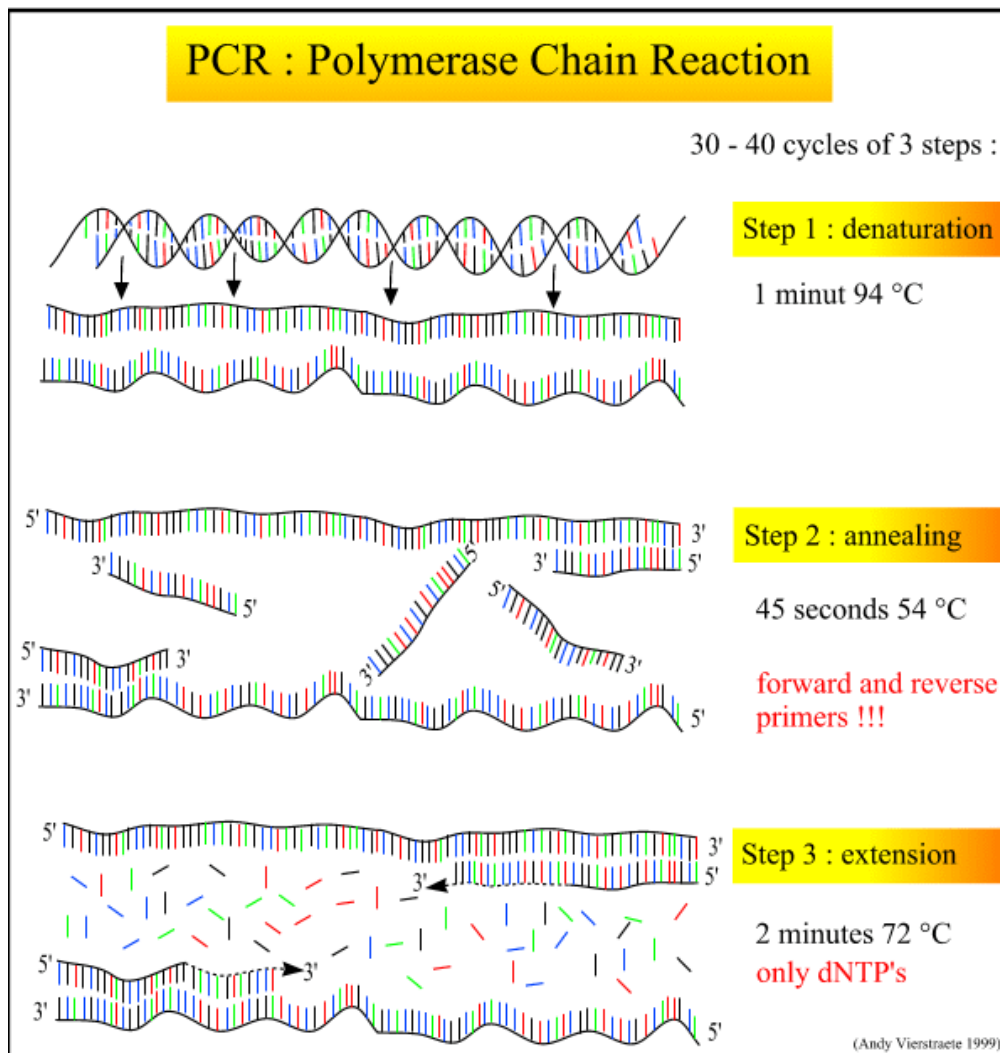 PCR : Polymerase Chain Reaction
30 - 40 cycles of 3 steps :
Step 1 : denaturation
1 minut 94 °C
5'
3'
Step 2 : annealing
3'
5'
3'
5'
5'
5'
3'
45 seconds 54 °C
5'
3'
3'
3'
3'
5'
forward and reverse
primers !!!
5'
3'
Step 3 : extension
3'
5'
2 minutes 72 °C
only dNTP's
5'
3'
3'
5'
(Andy Vierstraete 1999)